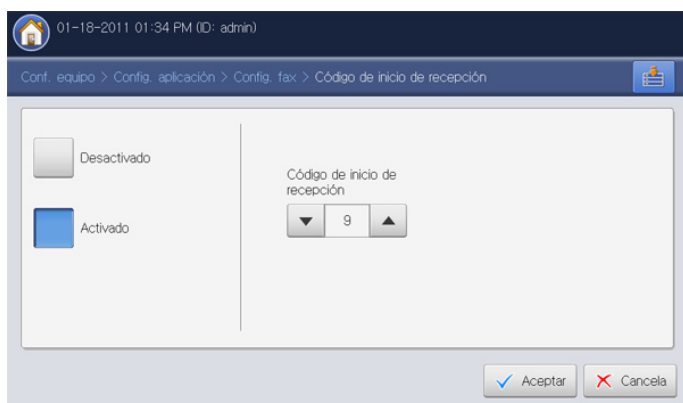 01-18-2011 01:34 PM (ID: admin)
Conf. equipo > Config. aplicación > Config. fax > Código de inicio de recepción
Desactivado
Activado
Código de inicio de
recepción
9
Aceptar
Cancela